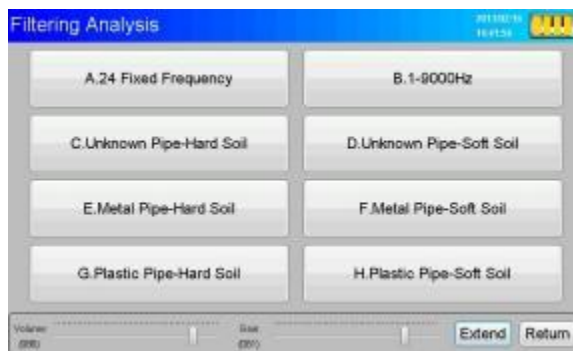 Filtering Analysis
A.24 Fixed Frequency
B.1-9000Hz
C.Unknown Pipe-Hard Soil
D.Unknown Pipe-Soft Soil
E.Metal Pipe-Hard Soil
F.Metal Pipe-Soft Soil
G.Plastic Pipe-Hard Soil
H.Plastic Pipe-Soft Soil
Volume
Extend
Return